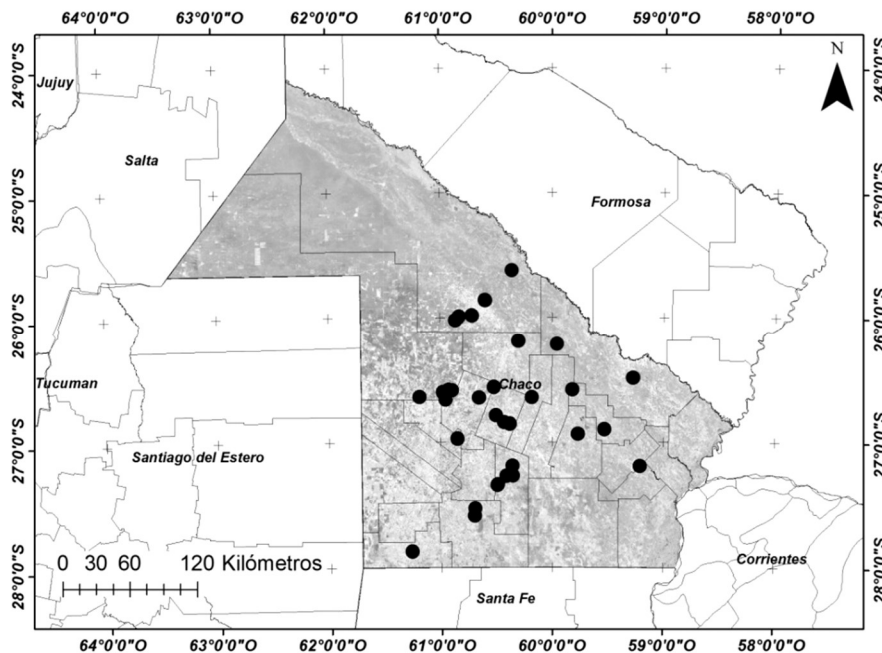 64°0'0"O 63°0'0"O 62°0'0"O 61°0'0"O 60°0'0"O 59°0'0"O 58°0'0"O
N
24°0'0"S 24°0'0"S
Jujuy
Salta
25°0'0"S 25°0'0"S
Formosa
26°0'0"S 26°0'0"S
Tucuman
Chaco
27°0'0"S 27°0'0"S
Santiago del Estero
0 30 60 120 Kilómetros
Corrientes
28°0'0"S 28°0'0"S
Santa Fe
64°0'0"O 63°0'0"O 62°0'0"O 61°0'0"O 60°0'0"O 59°0'0"O 58°0'0"O